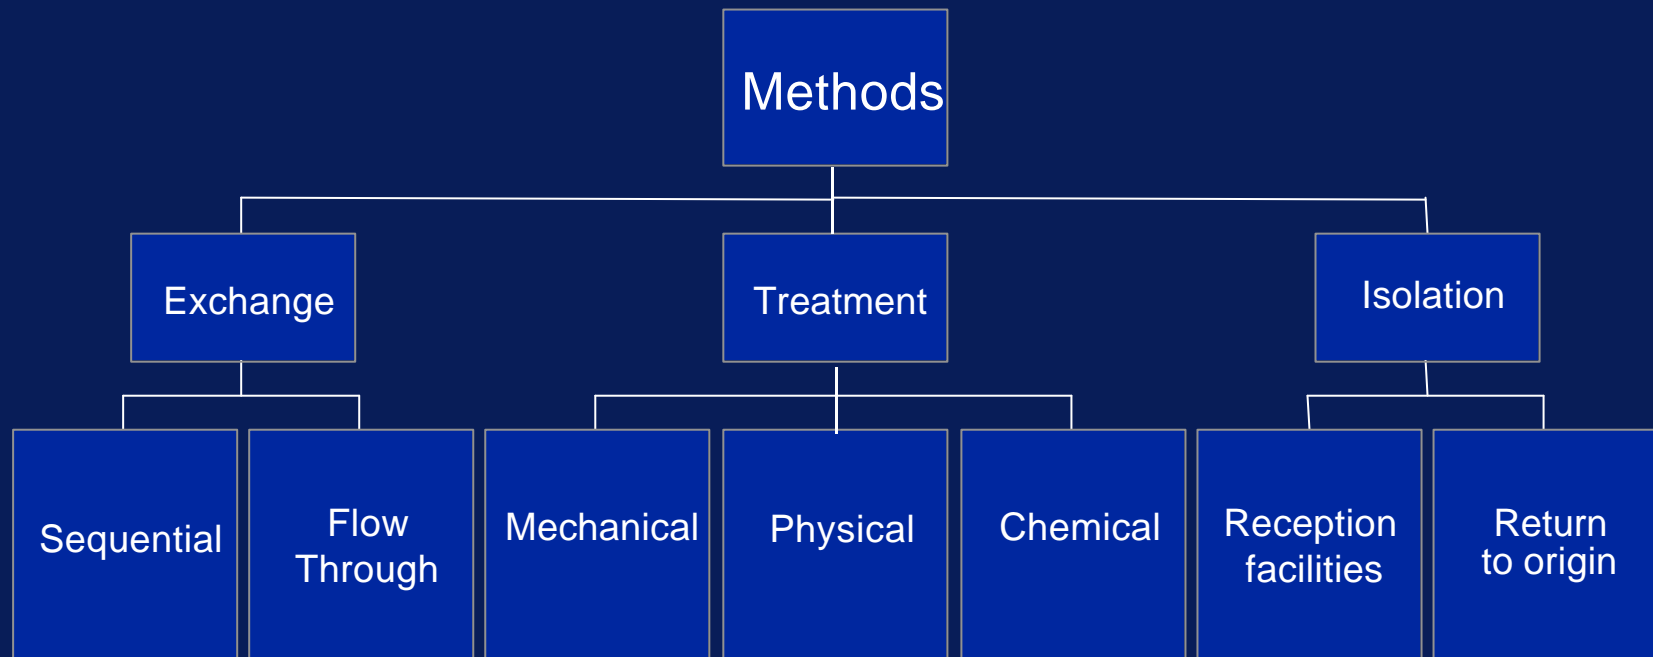 Methods
Exchange
Treatment
Isolation
Sequential
Flow
Through
Mechanical
Physical
Chemical
Reception
facilities
Return
to origin